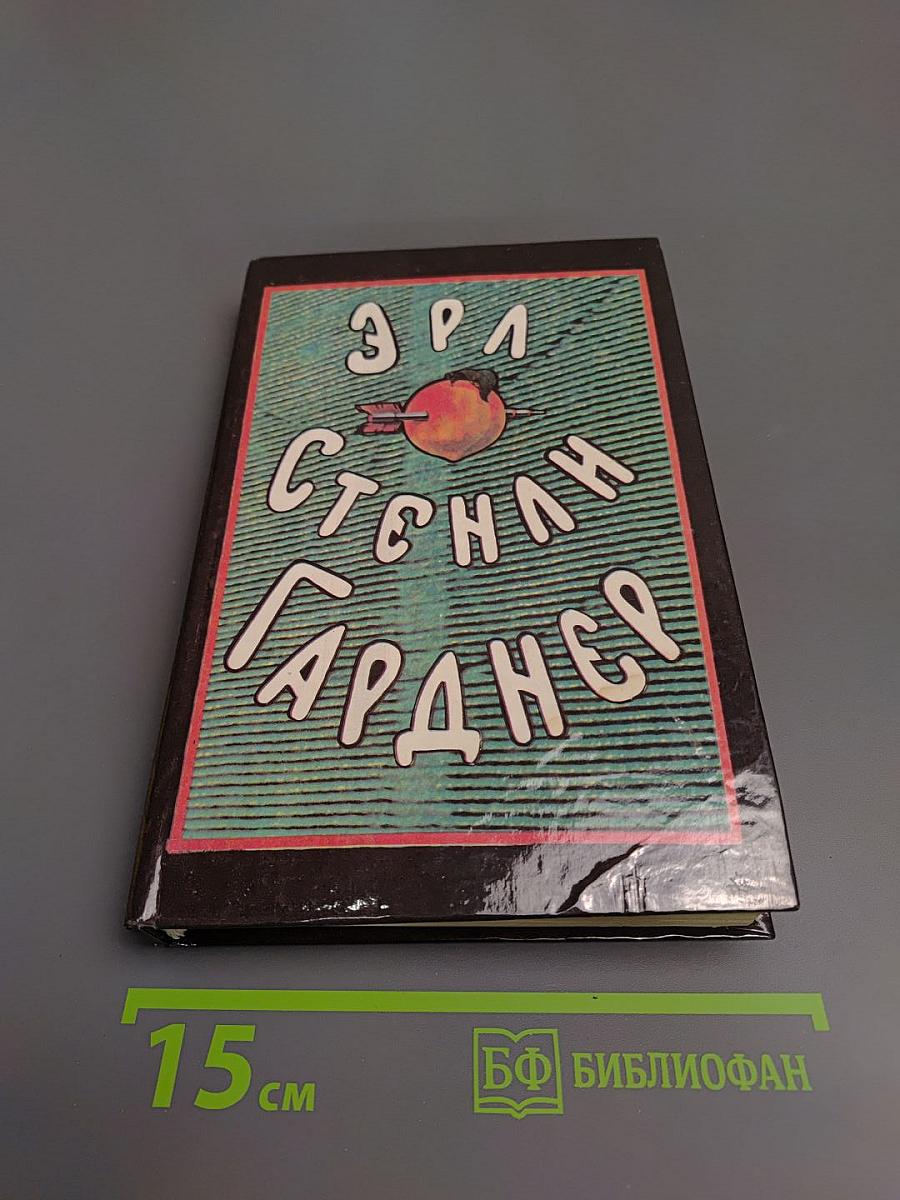 ЭРЛ
СТЕНЛИ
ГАРДНЕР
15 см
БФ БИБЛИОФАН